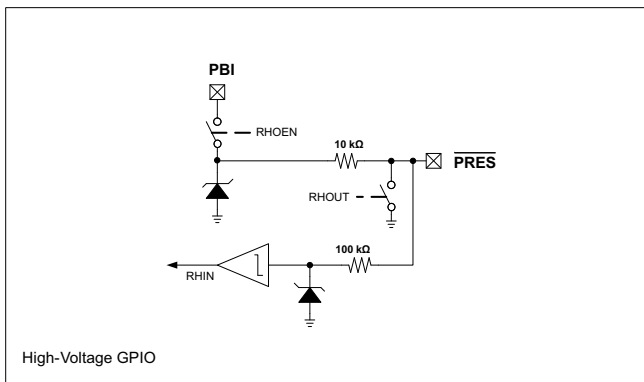 PBI
RHOEN
10 kΩ
PRES
RHOUT
100 kΩ
RHIN
High-Voltage GPIO